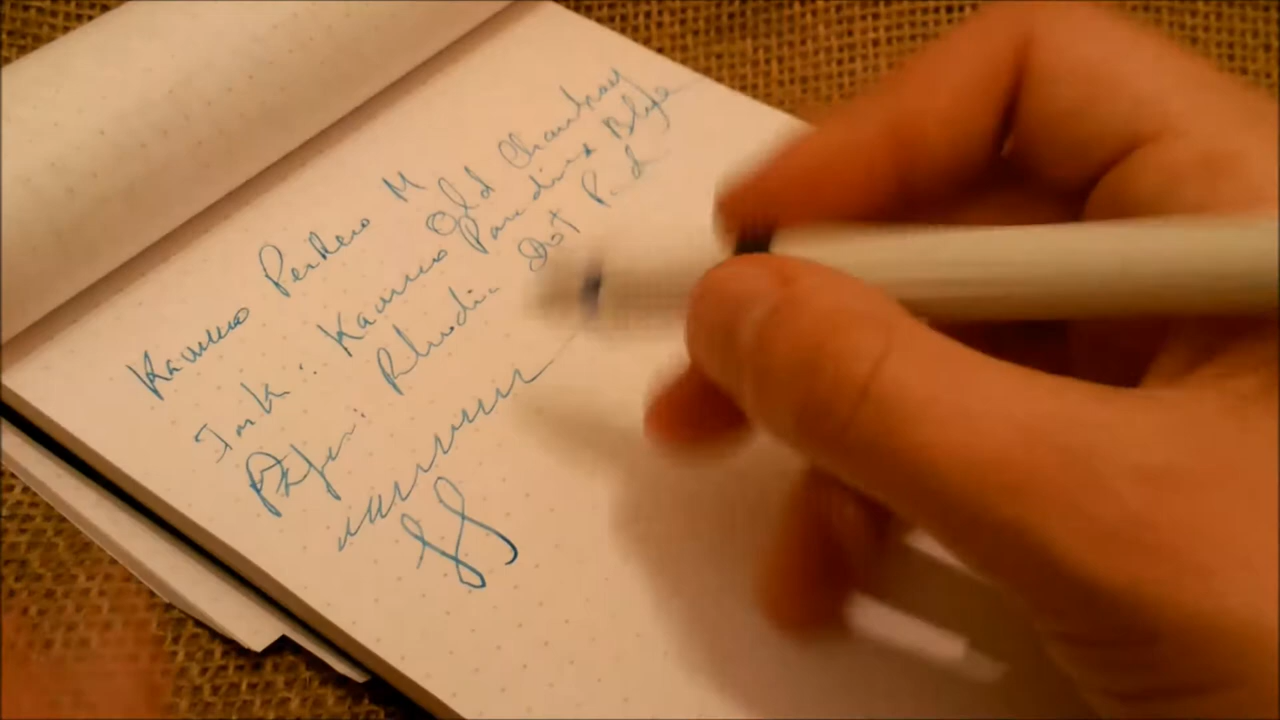 Kaweco Perkeo M Old Chambray
Ink: Kaweco Paradise Blue
Paper: Rhodia Dot Pad